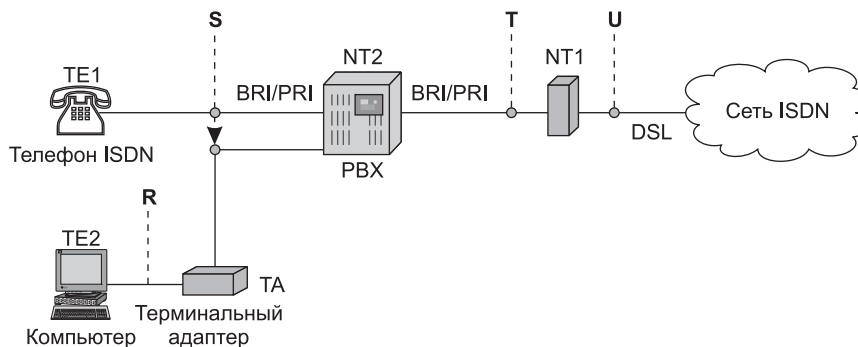 S
T
U
NT2
NT1
TE1
BRI/PRI
BRI/PRI
Сеть ISDN
DSL
Телефон ISDN
PBX
R
TE2
TA
Терминальный
адаптер
Компьютер